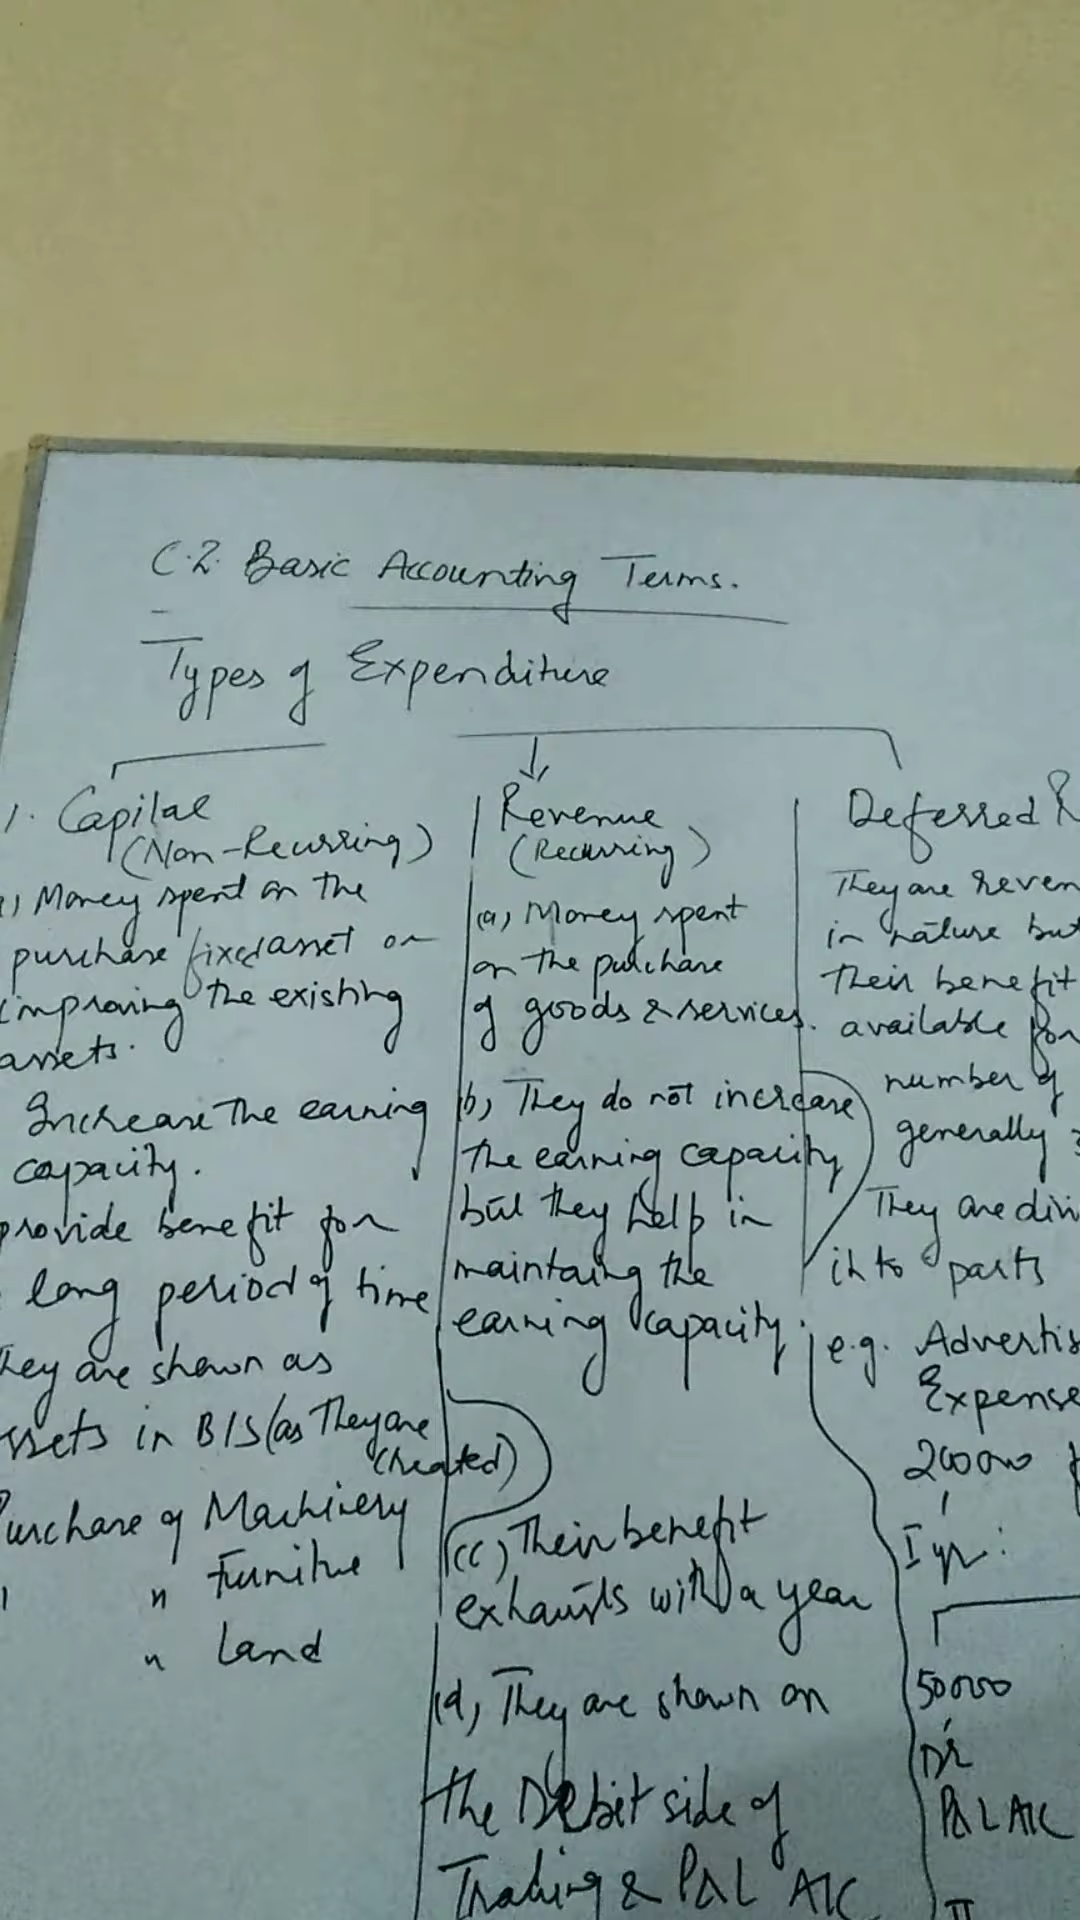 C.2. Basic Accounting Terms.
Types of Expenditure
1. Capital
(Non-Recurring)
Money spent on the
purchase fixed asset or
improving the existing
assets.
Increase the earning
capacity.
provide benefit for
long period of time
They are shown as
assets in B/S (as They are
created)
Purchase of Machinery
" Furniture
" Land
Revenue
(Recurring)
(a) Money spent
on the purchase
of goods & services.
(b) They do not increase
the earning capacity
but they help in
maintaing the
earning capacity.
(c) Their benefit
exhausts with a year
(d) They are shown on
the Debit side of
Trading & P&L A/C
Deferred R
They are reven
in nature but
their benefit
available for
number of
generally 3
They are divi
into parts
e.g. Advertis
Expense
200000
I yr.
50000
Dr
P&L A/C
II